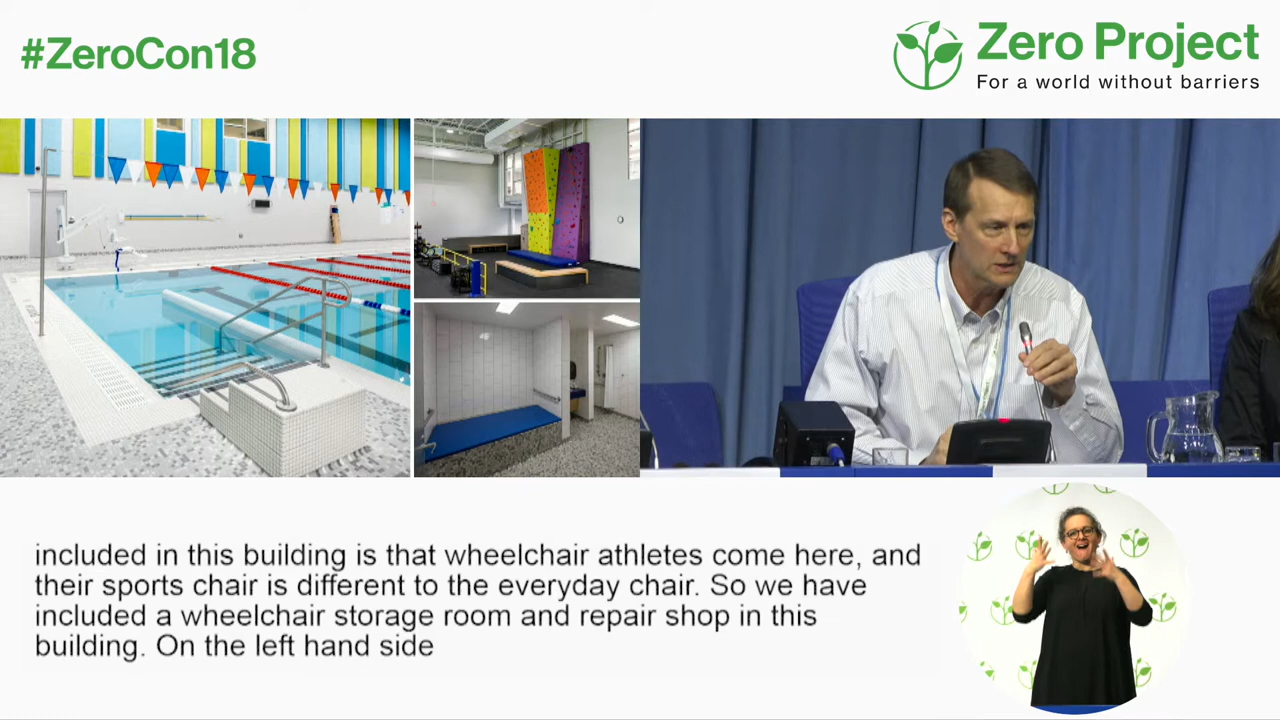 #ZeroCon18
Zero Project
For a world without barriers
included in this building is that wheelchair athletes come here, and
their sports chair is different to the everyday chair. So we have
included a wheelchair storage room and repair shop in this
building. On the left hand side